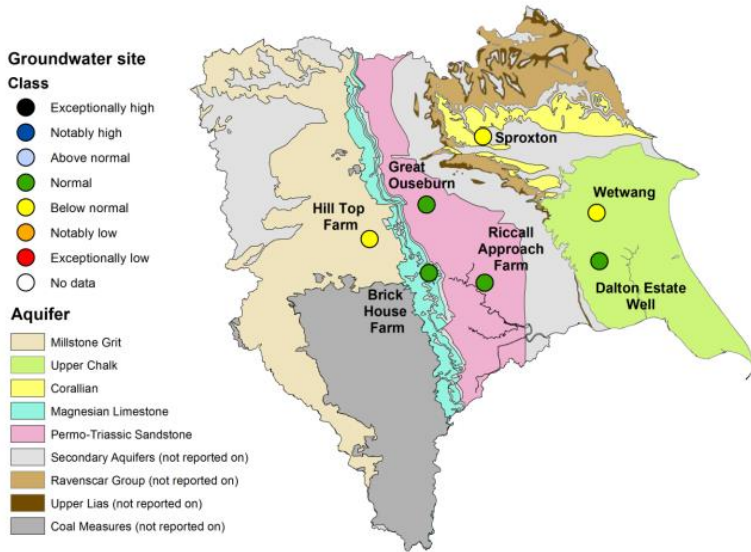 Groundwater site
Class
Exceptionally high
Notably high
Above normal
Normal
Below normal
Notably low
Exceptionally low
No data
Aquifer
Millstone Grit
Upper Chalk
Corallian
Magnesian Limestone
Permo-Triassic Sandstone
Secondary Aquifers (not reported on)
Ravenscar Group (not reported on)
Upper Lias (not reported on)
Coal Measures (not reported on)
Sproxton
Great
Ouseburn
Wetwang
Hill Top
Farm
Riccall
Approach
Farm
Dalton Estate
Well
Brick
House
Farm